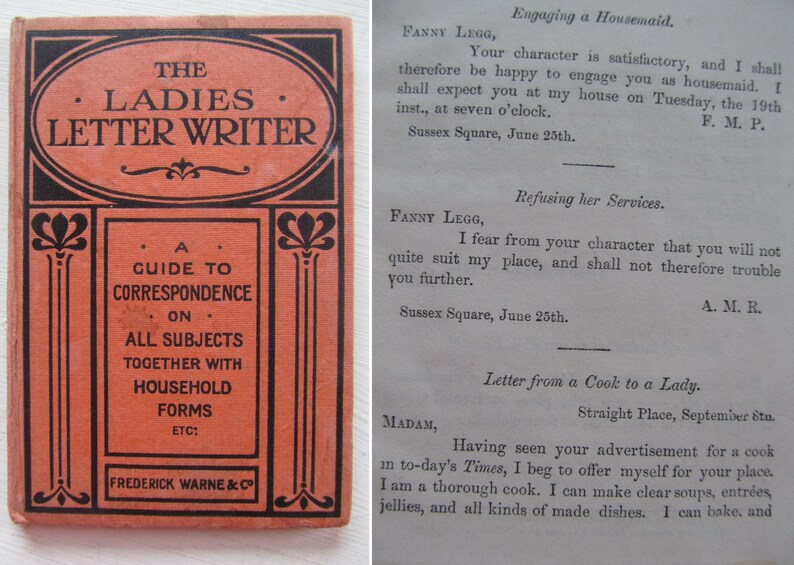 THE
· LADIES ·
LETTER WRITER
· A ·
GUIDE TO
CORRESPONDENCE
· ON ·
ALL SUBJECTS
TOGETHER WITH
HOUSEHOLD
FORMS
ETC:
FREDERICK WARNE & Co
Engaging a Housemaid.
FANNY LEGG,
Your character is satisfactory, and I shall
therefore be happy to engage you as housemaid. I
shall expect you at my house on Tuesday, the 19th
inst., at seven o'clock.
F. M. P.
Sussex Square, June 25th.
Refusing her Services.
FANNY LEGG,
I fear from your character that you will not
quite suit my place, and shall not therefore trouble
you further.
A. M. R.
Sussex Square, June 25th.
Letter from a Cook to a Lady.
Straight Place, September 8th.
MADAM,
Having seen your advertisement for a cook
in to-day's Times, I beg to offer myself for your place.
I am a thorough cook. I can make clear soups, entrées,
jellies, and all kinds of made dishes. I can bake, and